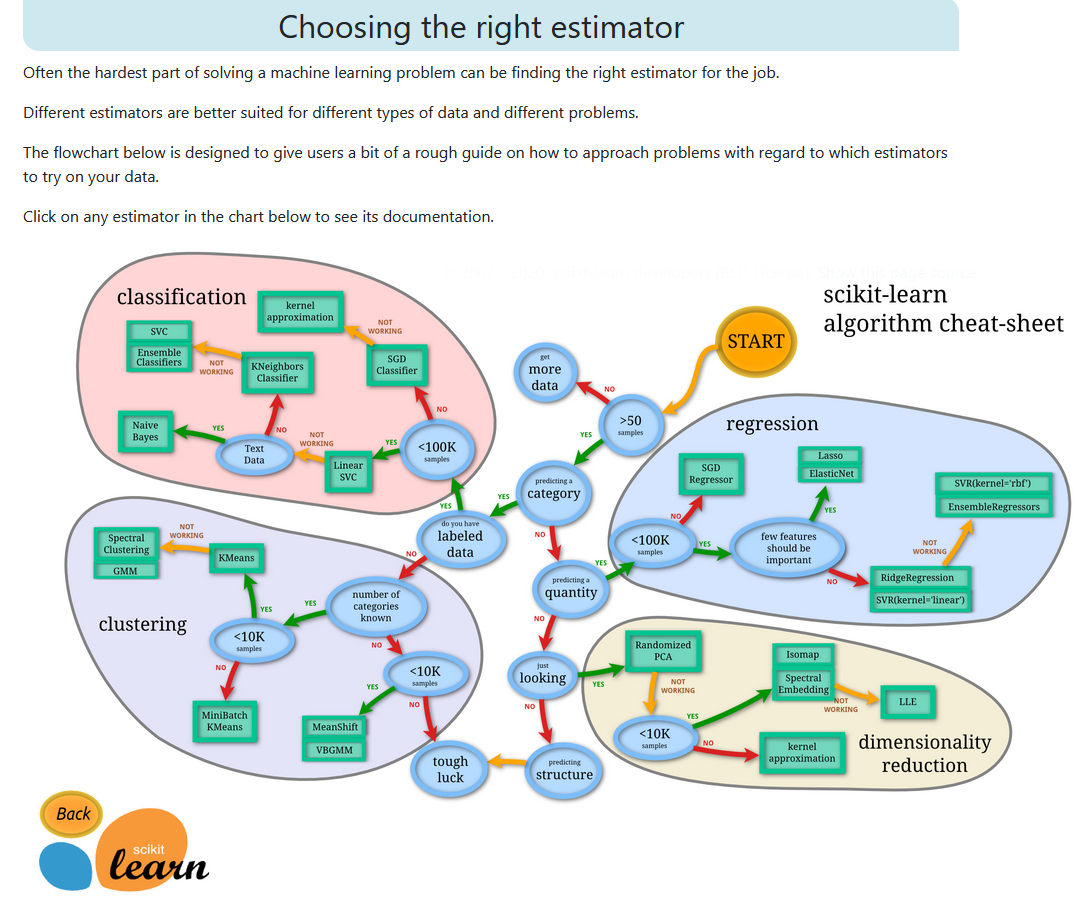 Choosing the right estimator
Often the hardest part of solving a machine learning problem can be finding the right estimator for the job.
Different estimators are better suited for different types of data and different problems.
The flowchart below is designed to give users a bit of a rough guide on how to approach problems with regard to which estimators
to try on your data.
Click on any estimator in the chart below to see its documentation.
scikit-learn
algorithm cheat-sheet
START
>50
samples
NO
get
more
data
YES
predicting a
category
YES
do you have
labeled
data
NO
predicting a
quantity
YES
NO
just
looking
YES
NO
predicting
structure
tough
luck
classification
YES
<100K
samples
NO
SGD
Classifier
NOT
WORKING
kernel
approximation
YES
Linear
SVC
NOT
WORKING
Text
Data
YES
Naive
Bayes
NO
KNeighbors
Classifier
NOT
WORKING
SVC
Ensemble
Classifiers
clustering
NO
number of
categories
known
YES
<10K
samples
YES
KMeans
NOT
WORKING
Spectral
Clustering
GMM
NO
MiniBatch
KMeans
NO
<10K
samples
YES
MeanShift
VBGMM
NO
regression
<100K
samples
NO
SGD
Regressor
YES
few features
should be
important
YES
Lasso
ElasticNet
NO
RidgeRegression
SVR(kernel='linear')
NOT
WORKING
SVR(kernel='rbf')
EnsembleRegressors
dimensionality
reduction
Randomized
PCA
NOT
WORKING
<10K
samples
YES
Isomap
Spectral
Embedding
NOT
WORKING
LLE
NO
kernel
approximation
Back
scikit
learn